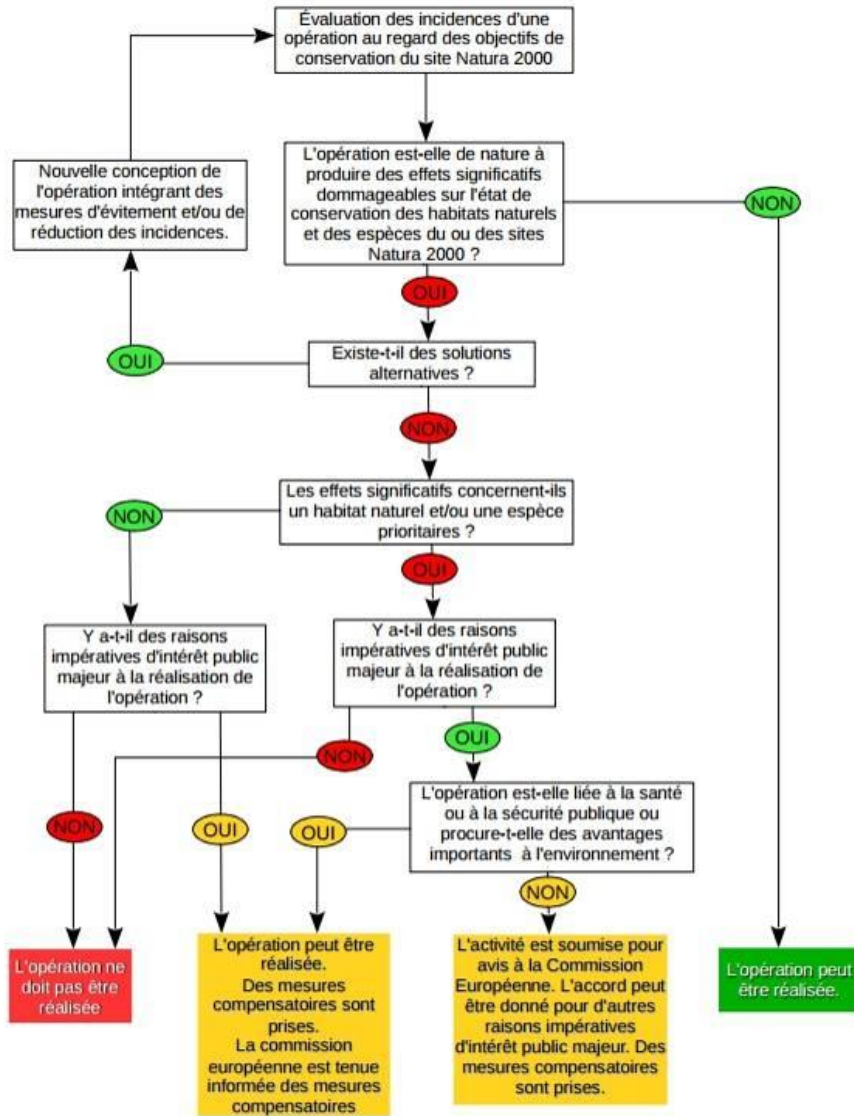 Évaluation des incidences d'une
opération au regard des objectifs de
conservation du site Natura 2000
Nouvelle conception de
l'opération intégrant des
mesures d'évitement et/ou de
réduction des incidences.
L'opération est-elle de nature à
produire des effets significatifs
dommageables sur l'état de
conservation des habitats naturels
et des espèces du ou des sites
Natura 2000 ?
NON
OUI
OUI
Existe-t-il des solutions
alternatives ?
NON
Les effets significatifs concernent-ils
un habitat naturel et/ou une espèce
prioritaires ?
NON
OUI
Y a-t-il des raisons
impératives d'intérêt public
majeur à la réalisation de
l'opération ?
Y a-t-il des raisons
impératives d'intérêt public
majeur à la réalisation de
l'opération ?
OUI
NON
L'opération est-elle liée à la santé
ou à la sécurité publique ou
procure-t-elle des avantages
importants à l'environnement ?
NON
OUI
OUI
NON
L'opération ne
doit pas être
réalisée
L'opération peut être
réalisée.
Des mesures
compensatoires sont
prises.
La commission
européenne est tenue
informée des mesures
compensatoires
L'activité est soumise pour
avis à la Commission
Européenne. L'accord peut
être donné pour d'autres
raisons impératives
d'intérêt public majeur. Des
mesures compensatoires
sont prises.
L'opération peut
être réalisée.